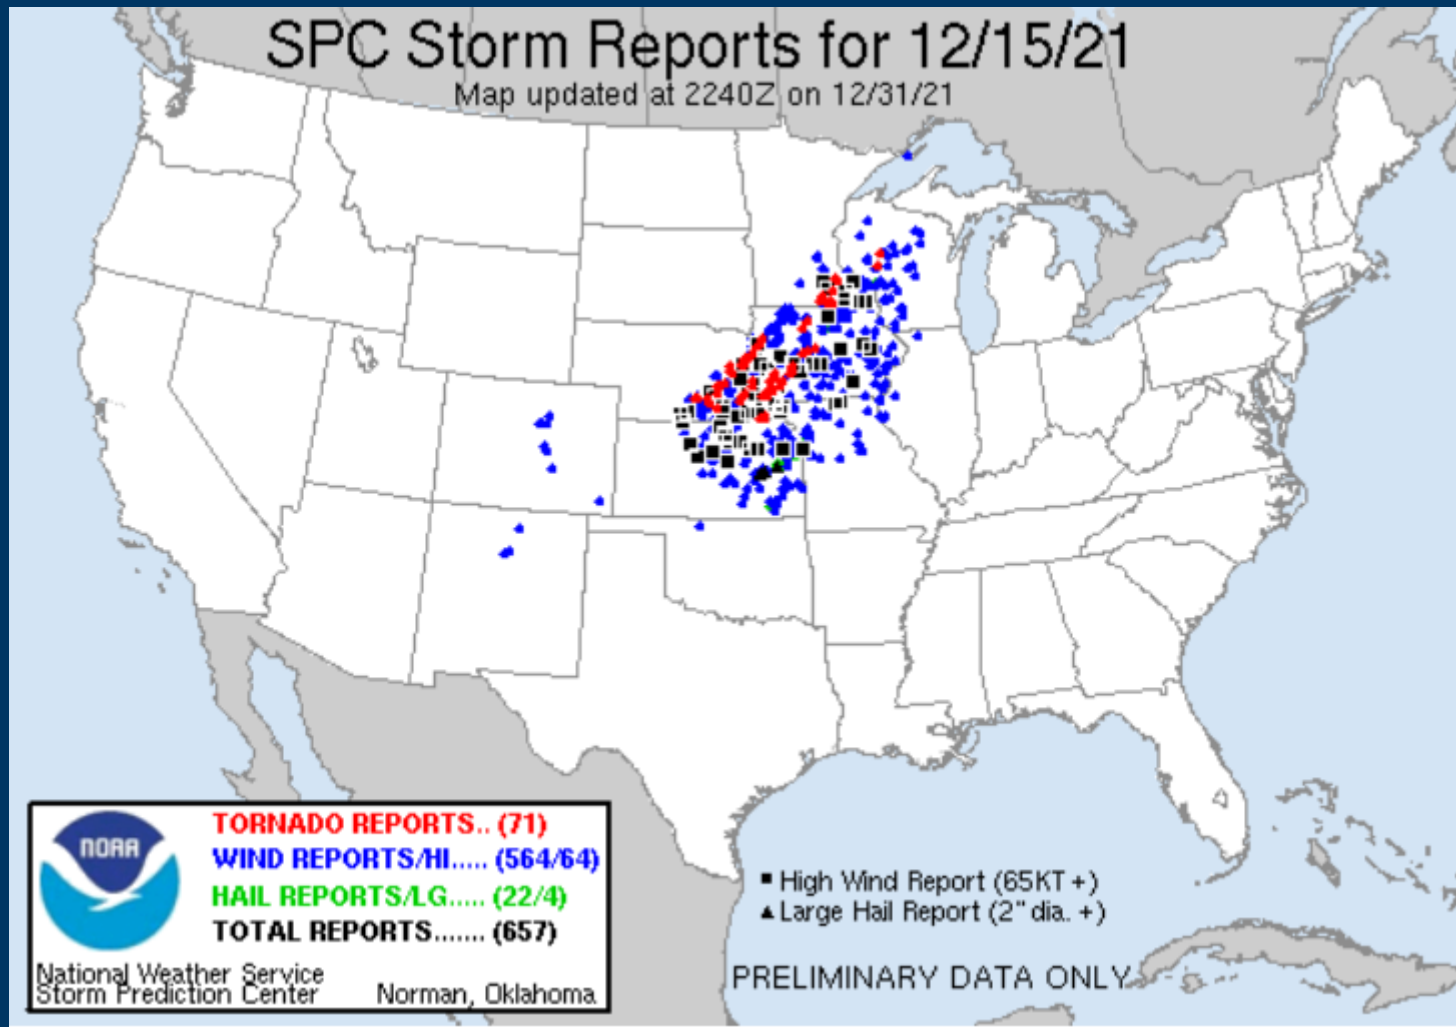 SPC Storm Reports for 12/15/21
Map updated at 2240Z on 12/31/21
NOAA
TORNADO REPORTS.. (71)
WIND REPORTS/HI..... (564/64)
HAIL REPORTS/LG..... (22/4)
TOTAL REPORTS....... (657)
National Weather Service
Storm Prediction Center Norman, Oklahoma
High Wind Report (65KT +)
Large Hail Report (2" dia. +)
PRELIMINARY DATA ONLY